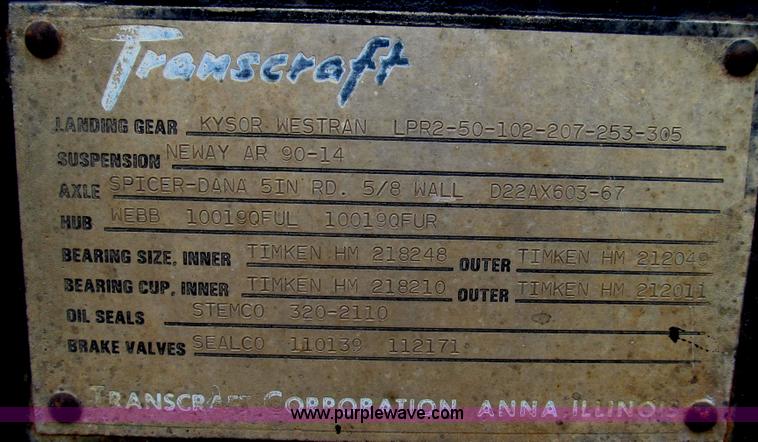 Transcraft
LANDING GEAR KYSOR WESTRAN LPR2-50-102-207-253-305
SUSPENSION NEWAY AR 90-14
AXLE SPICER-DANA 5IN RD. 5/8 WALL D22AX603-67
HUB WEBB 10019QFUL 10019QFUR
BEARING SIZE, INNER TIMKEN HM 218248 OUTER TIMKEN HM 212049
BEARING CUP, INNER TIMKEN HM 218210 OUTER TIMKEN HM 212011
OIL SEALS STEMCO 320-2110
BRAKE VALVES SEALCO 110139 112171
TRANSCRAFT CORPORATION, ANNA ILLINOIS
www.purplewave.com